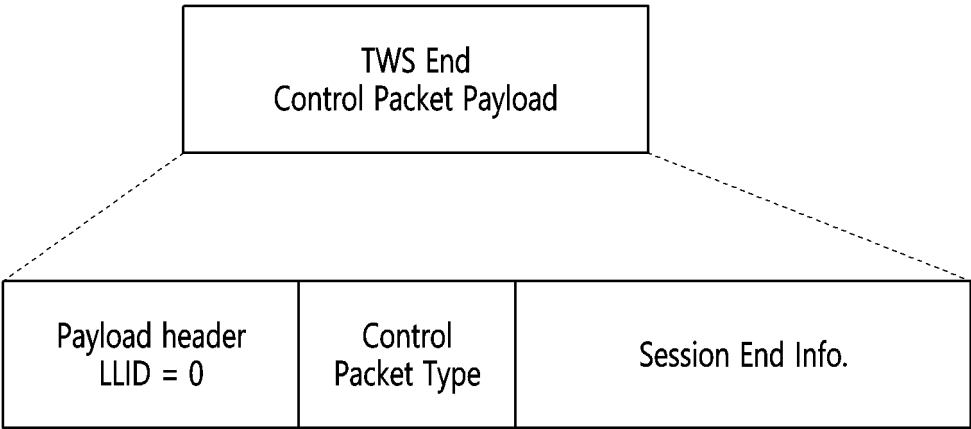 TWS End
Control Packet Payload
Payload header
LLID = 0
Control
Packet Type
Session End Info.